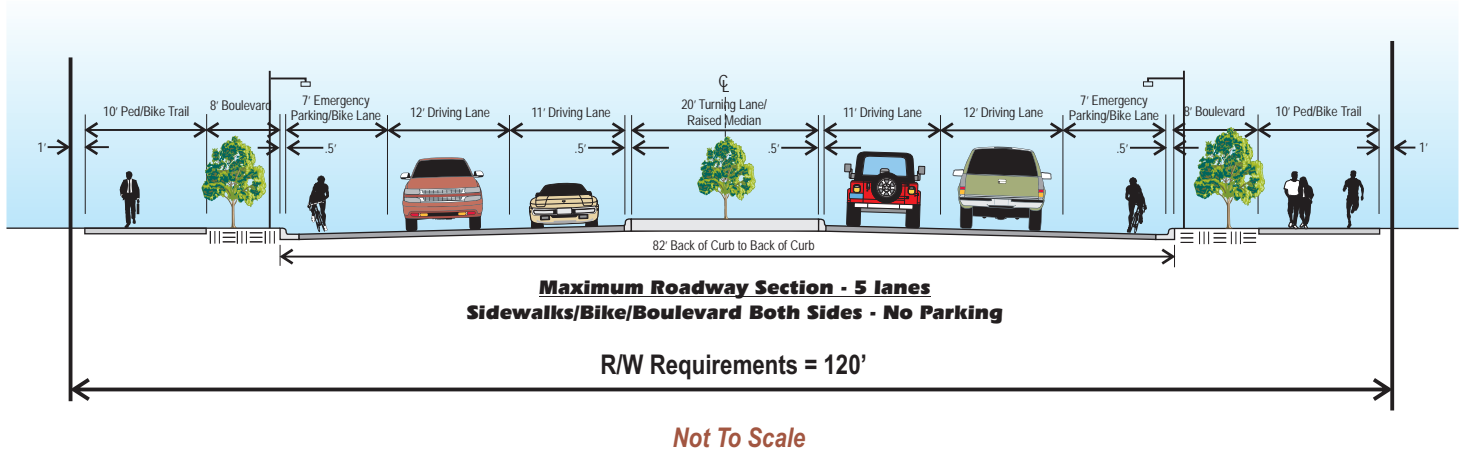 ℄
10' Ped/Bike Trail
8' Boulevard
7' Emergency
Parking/Bike Lane
12' Driving Lane
11' Driving Lane
20' Turning Lane/
Raised Median
11' Driving Lane
12' Driving Lane
7' Emergency
Parking/Bike Lane
8' Boulevard
10' Ped/Bike Trail
1'
.5'
.5'
.5'
.5'
1'
82' Back of Curb to Back of Curb
Maximum Roadway Section - 5 lanes
Sidewalks/Bike/Boulevard Both Sides - No Parking
R/W Requirements = 120'
Not To Scale